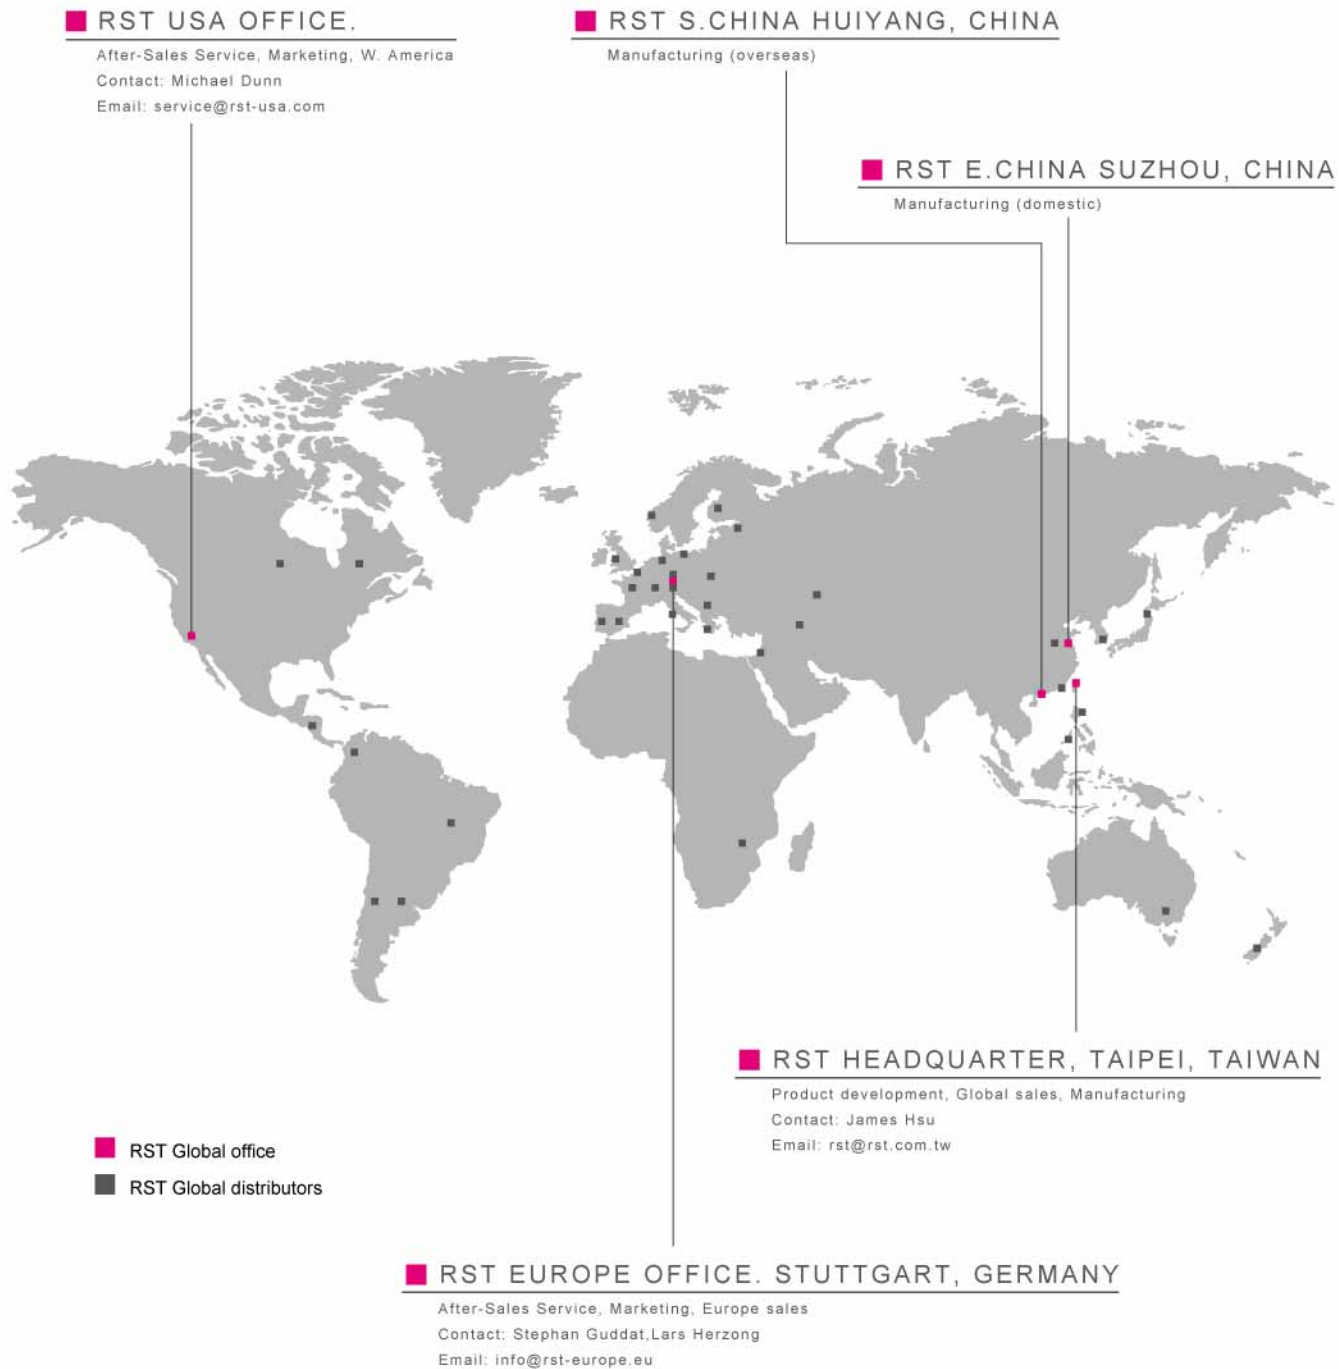 RST USA OFFICE.
After-Sales Service, Marketing, W. America
Contact: Michael Dunn
Email: service@rst-usa.com
RST S.CHINA HUIYANG, CHINA
Manufacturing (overseas)
RST E.CHINA SUZHOU, CHINA
Manufacturing (domestic)
RST HEADQUARTER, TAIPEI, TAIWAN
Product development, Global sales, Manufacturing
Contact: James Hsu
Email: rst@rst.com.tw
RST Global office
RST Global distributors
RST EUROPE OFFICE. STUTTGART, GERMANY
After-Sales Service, Marketing, Europe sales
Contact: Stephan Guddat,Lars Herzong
Email: info@rst-europe.eu